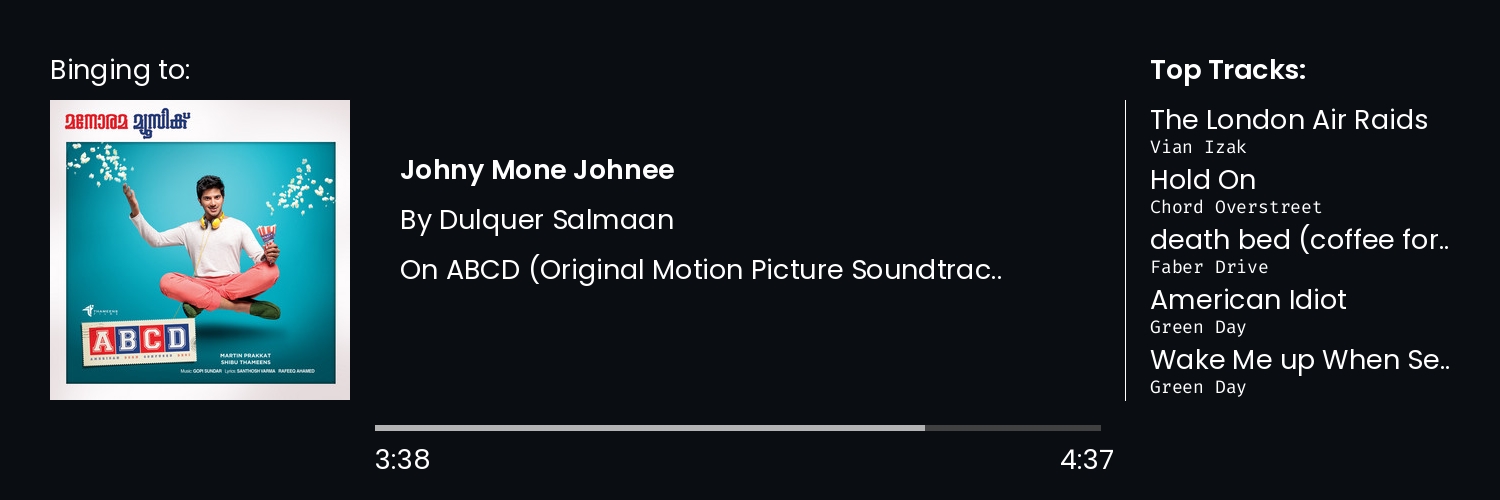 Binging to:
മനോരമ മ്യൂസിക്
THAMEENS
ABCD
AMERICAN BORN CONFUSED DESI
MARTIN PRAKKAT
SHIBU THAMEENS
Music: GOPI SUNDAR Lyrics: SANTHOSH VARMA RAFEEQ AHAMED
Johny Mone Johnee
By Dulquer Salmaan
On ABCD (Original Motion Picture Soundtrac..
3:38
4:37
Top Tracks:
The London Air Raids
Vian Izak
Hold On
Chord Overstreet
death bed (coffee for..
Faber Drive
American Idiot
Green Day
Wake Me up When Se..
Green Day